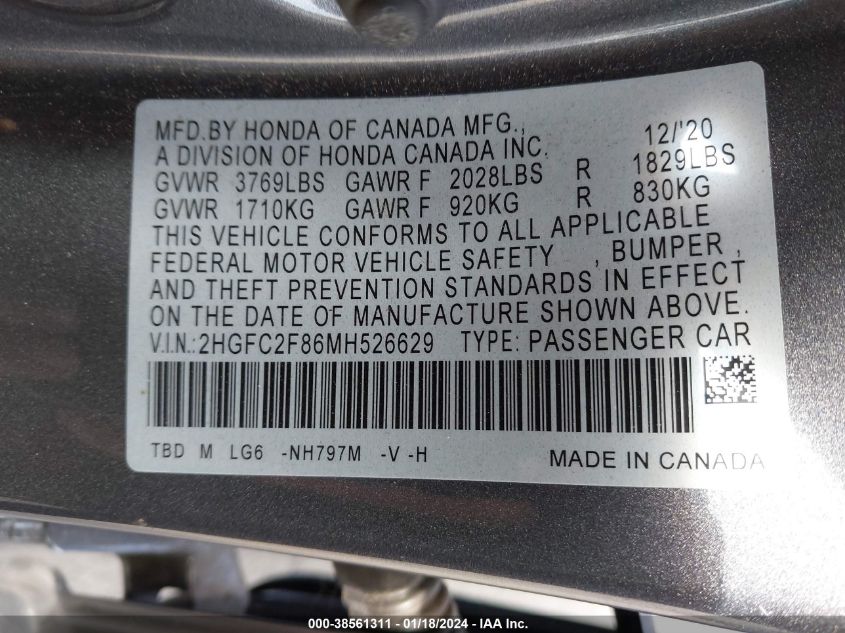 MFD.BY HONDA OF CANADA MFG., 12/'20
A DIVISION OF HONDA CANADA INC.
GVWR 3769LBS GAWR F 2028LBS R 1829LBS
GVWR 1710KG GAWR F 920KG R 830KG
THIS VEHICLE CONFORMS TO ALL APPLICABLE
FEDERAL MOTOR VEHICLE SAFETY , BUMPER ,
AND THEFT PREVENTION STANDARDS IN EFFECT
ON THE DATE OF MANUFACTURE SHOWN ABOVE.
V.I.N.: 2HGFC2F86MH526629 TYPE: PASSENGER CAR
TBD M LG6 -NH797M -V -H MADE IN CANADA
000-38561311 - 01/18/2024 - IAA Inc.